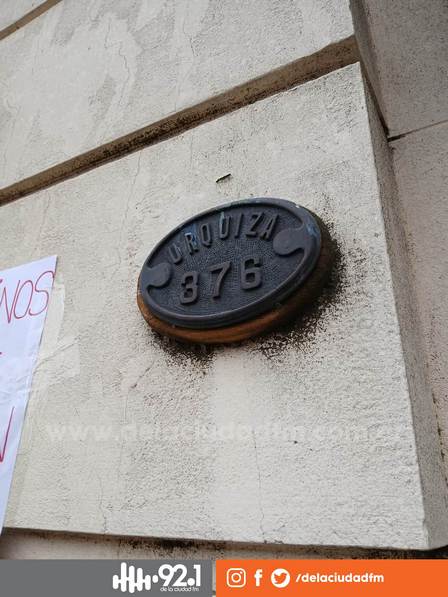 URQUIZA
376
NOS
www.delaciudadfm.com.ar
92.1
de la ciudad fm
/delaciudadfm